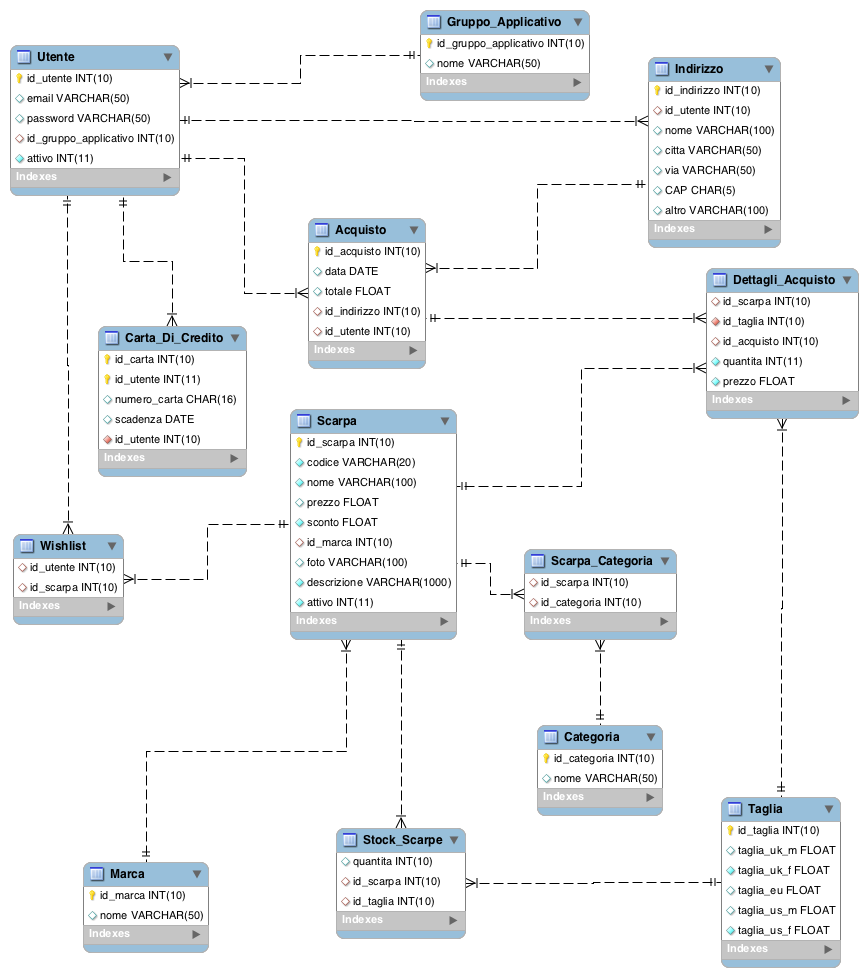 Gruppo_Applicativo
id_gruppo_applicativo INT(10)
nome VARCHAR(50)
Indexes
Utente
id_utente INT(10)
email VARCHAR(50)
password VARCHAR(50)
id_gruppo_applicativo INT(10)
attivo INT(11)
Indexes
Indirizzo
id_indirizzo INT(10)
id_utente INT(10)
nome VARCHAR(100)
citta VARCHAR(50)
via VARCHAR(50)
CAP CHAR(5)
altro VARCHAR(100)
Indexes
Acquisto
id_acquisto INT(10)
data DATE
totale FLOAT
id_indirizzo INT(10)
id_utente INT(10)
Indexes
Dettagli_Acquisto
id_scarpa INT(10)
id_taglia INT(10)
id_acquisto INT(10)
quantita INT(11)
prezzo FLOAT
Indexes
Carta_Di_Credito
id_carta INT(10)
id_utente INT(11)
numero_carta CHAR(16)
scadenza DATE
id_utente INT(10)
Indexes
Scarpa
id_scarpa INT(10)
codice VARCHAR(20)
nome VARCHAR(100)
prezzo FLOAT
sconto FLOAT
id_marca INT(10)
foto VARCHAR(100)
descrizione VARCHAR(1000)
attivo INT(11)
Indexes
Wishlist
id_utente INT(10)
id_scarpa INT(10)
Indexes
Scarpa_Categoria
id_scarpa INT(10)
id_categoria INT(10)
Indexes
Categoria
id_categoria INT(10)
nome VARCHAR(50)
Indexes
Taglia
id_taglia INT(10)
taglia_uk_m FLOAT
taglia_uk_f FLOAT
taglia_eu FLOAT
taglia_us_m FLOAT
taglia_us_f FLOAT
Indexes
Stock_Scarpe
quantita INT(10)
id_scarpa INT(10)
id_taglia INT(10)
Indexes
Marca
id_marca INT(10)
nome VARCHAR(50)
Indexes